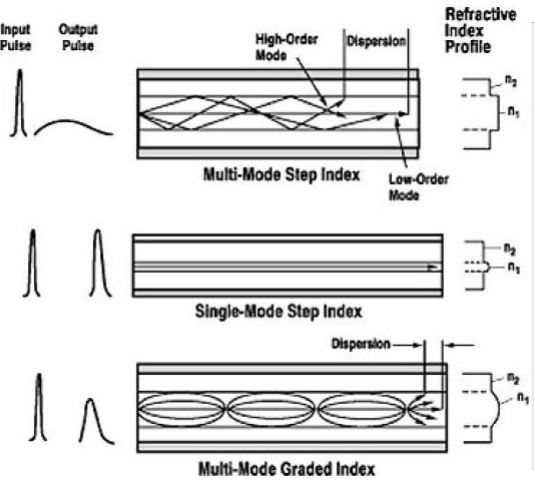 Input
Pulse
Output
Pulse
High-Order
Mode
Dispersion
Refractive
Index
Profile
n2
n1
Multi-Mode Step Index
Low-Order
Mode
n2
n1
Single-Mode Step Index
Dispersion
n2
n1
Multi-Mode Graded Index